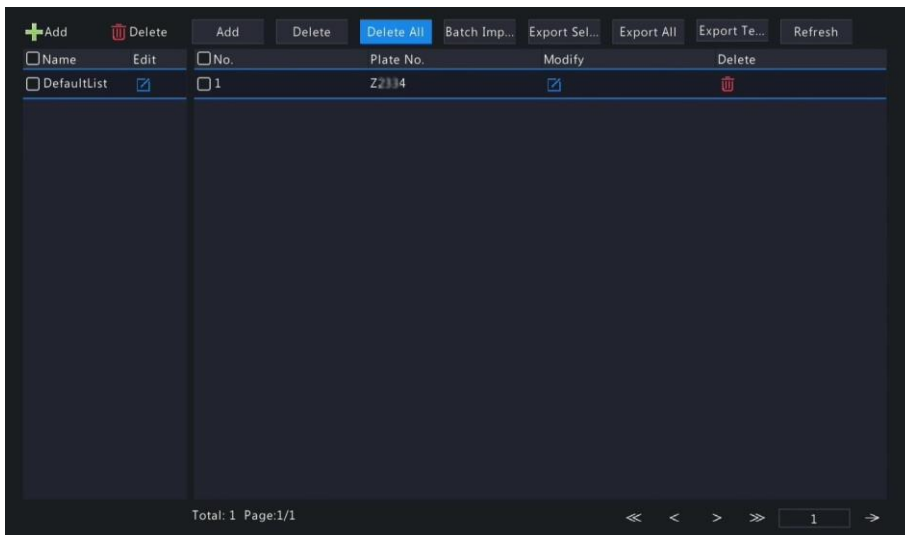 Add Delete Add Delete Delete All Batch Imp... Export Sel... Export All Export Te... Refresh
Name Edit No. Plate No. Modify Delete
DefaultList 1
Total: 1 Page:1/1 1